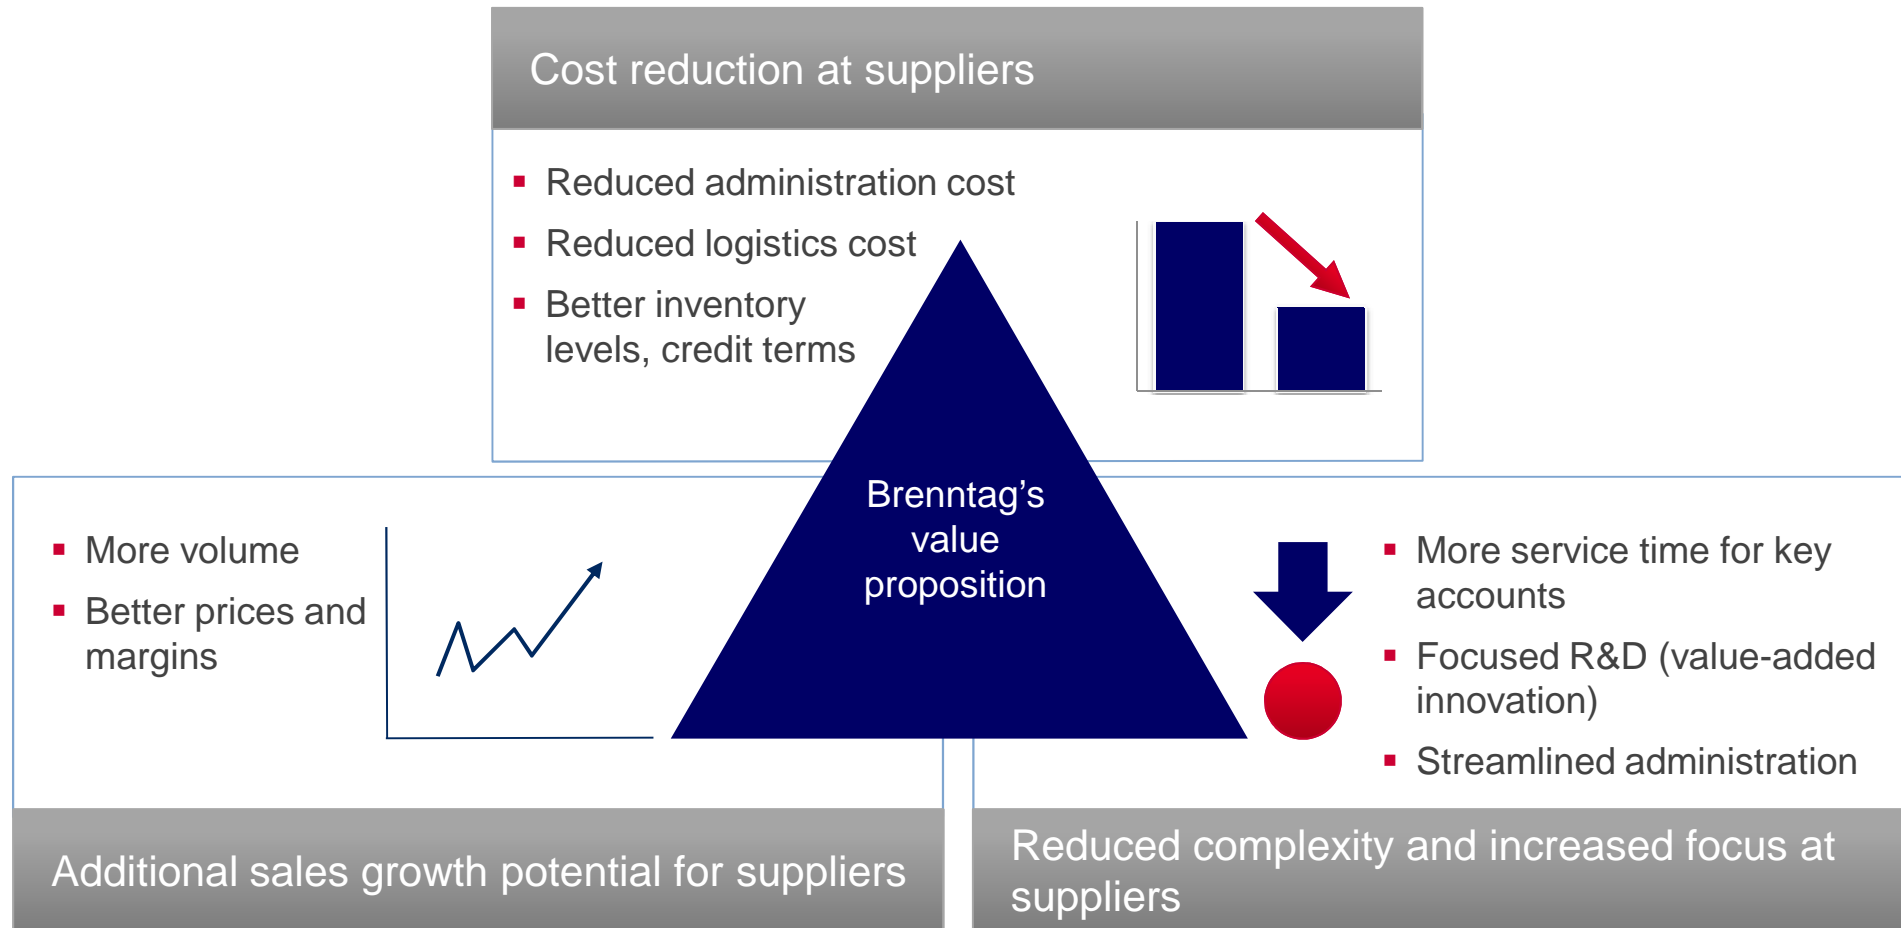 Cost reduction at suppliers
▪ Reduced administration cost
▪ Reduced logistics cost
▪ Better inventory
levels, credit terms
Brenntag’s
value
proposition
▪ More volume
▪ Better prices and
margins
Additional sales growth potential for suppliers
▪ More service time for key
accounts
▪ Focused R&D (value-added
innovation)
▪ Streamlined administration
Reduced complexity and increased focus at
suppliers